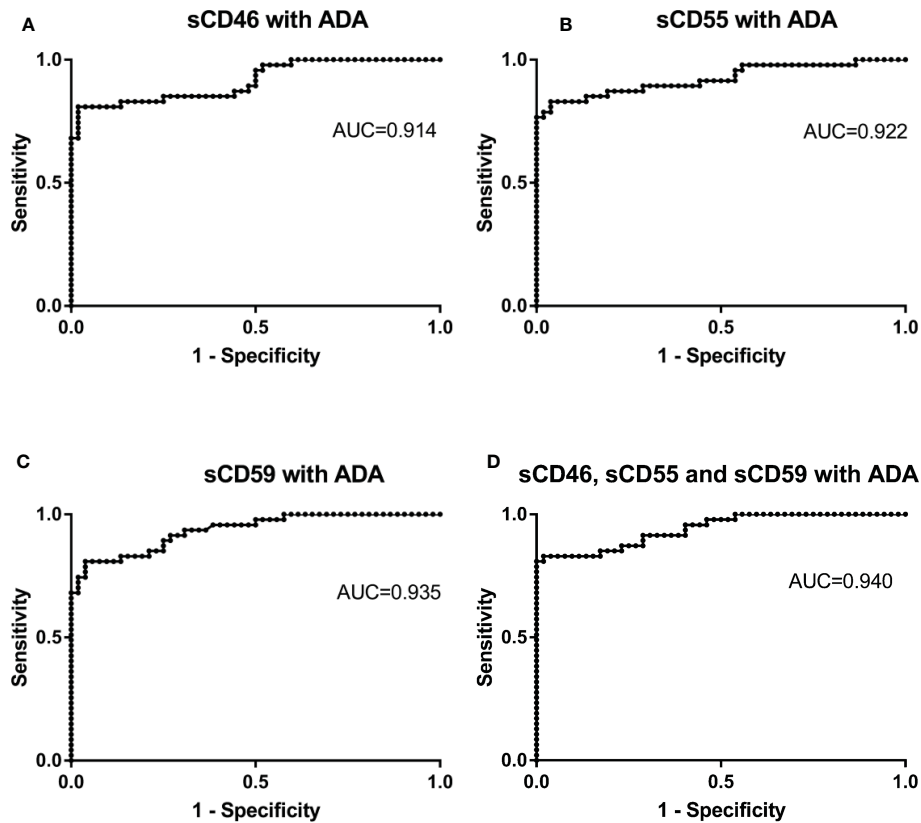 A
sCD46 with ADA
1.0
0.5
0.0
Sensitivity
AUC=0.914
0.0 0.5 1.0
1 - Specificity
B
sCD55 with ADA
1.0
0.5
0.0
Sensitivity
AUC=0.922
0.0 0.5 1.0
1 - Specificity
C
sCD59 with ADA
1.0
0.5
0.0
Sensitivity
AUC=0.935
0.0 0.5 1.0
1 - Specificity
D
sCD46, sCD55 and sCD59 with ADA
1.0
0.5
0.0
Sensitivity
AUC=0.940
0.0 0.5 1.0
1 - Specificity